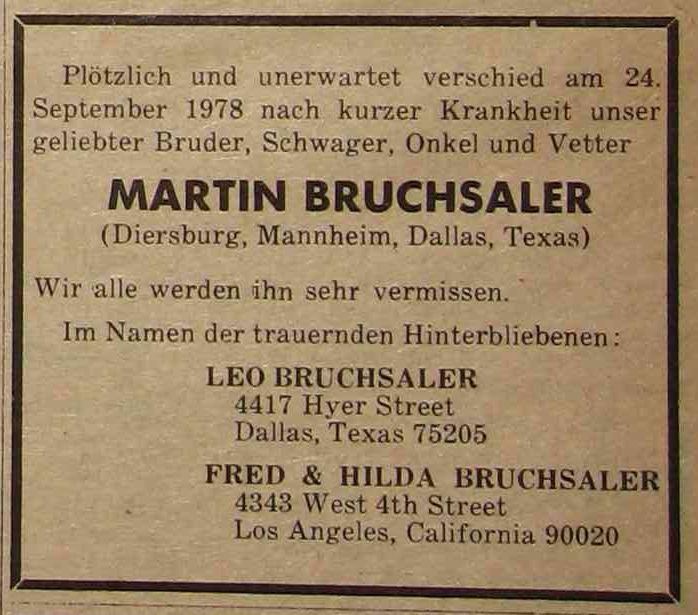 Plötzlich und unerwartet verschied am 24.
September 1978 nach kurzer Krankheit unser
geliebter Bruder, Schwager, Onkel und Vetter
MARTIN BRUCHSALER
(Diersburg, Mannheim, Dallas, Texas)
Wir alle werden ihn sehr vermissen.
Im Namen der trauernden Hinterbliebenen:
LEO BRUCHSALER
4417 Hyer Street
Dallas, Texas 75205
FRED & HILDA BRUCHSALER
4343 West 4th Street
Los Angeles, California 90020